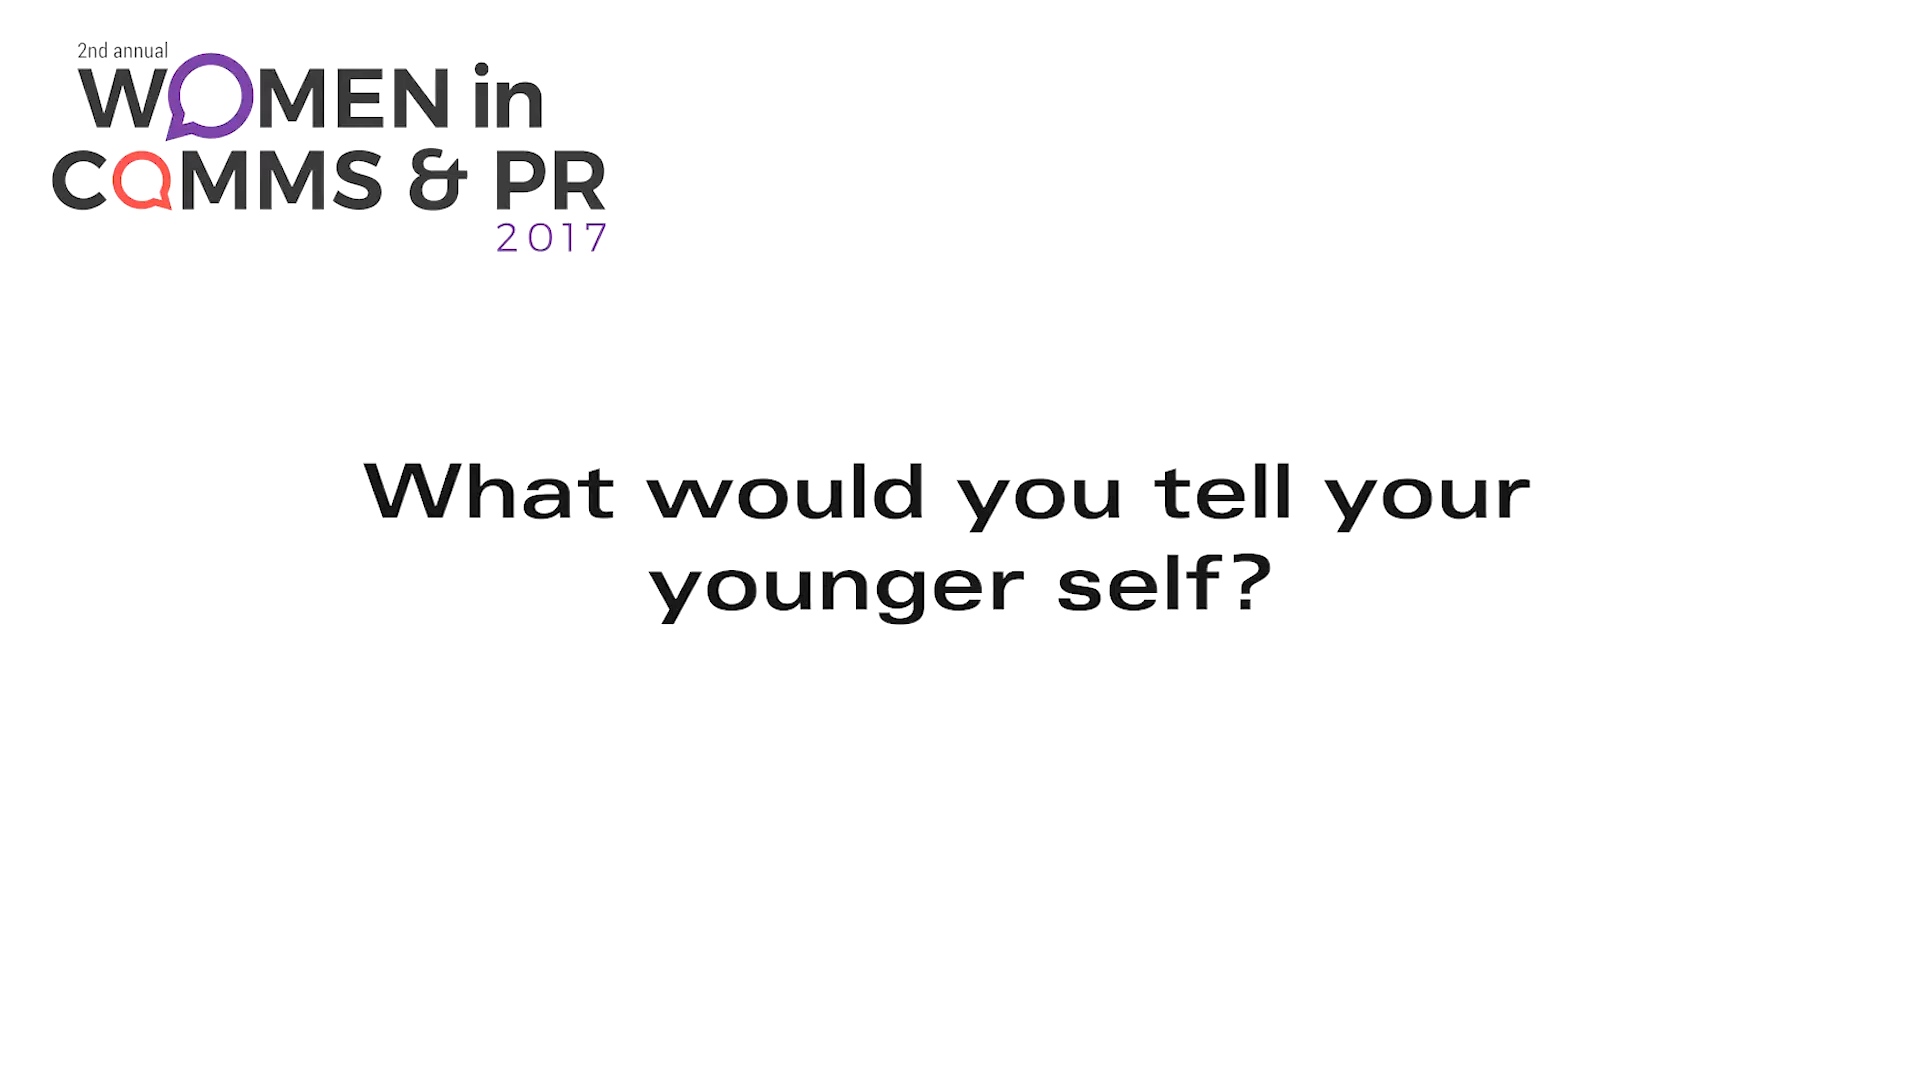 2nd annual
WOMEN in
COMMS & PR
2017
What would you tell your
younger self?